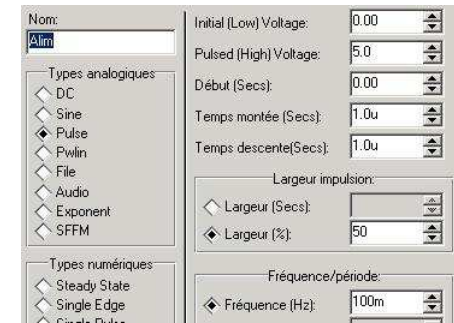 Nom:
Alim
Types analogiques
DC
Sine
Pulse
Pwlin
File
Audio
Exponent
SFFM
Types numériques
Steady State
Single Edge
Single Pulse
Initial (Low) Voltage: 0.00
Pulsed (High) Voltage: 5.0
Début (Secs): 0.00
Temps montée (Secs): 1.0u
Temps descente(Secs): 1.0u
Largeur impulsion:
Largeur (Secs):
Largeur (%): 50
Fréquence/période:
Fréquence (Hz): 100m